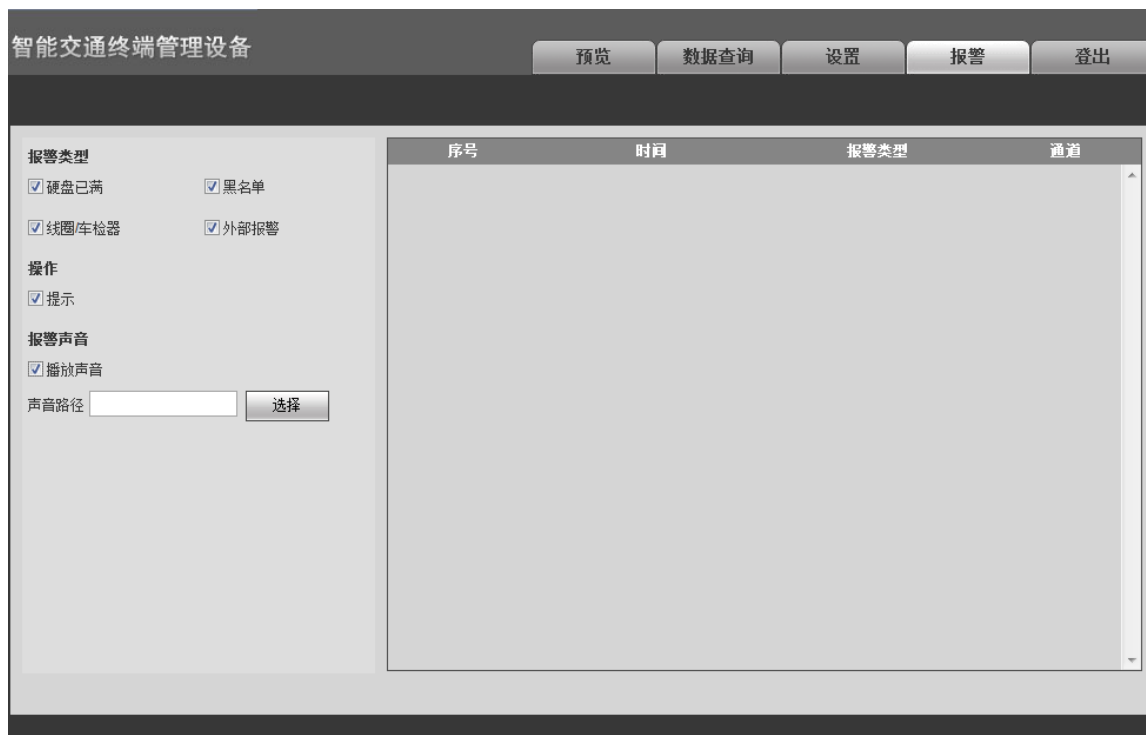 智能交通终端管理设备
预览 数据查询 设置 报警 登出
报警类型
硬盘已满 黑名单
线圈/车检器 外部报警
操作
提示
报警声音
播放声音
声音路径 选择
序号 时间 报警类型 通道